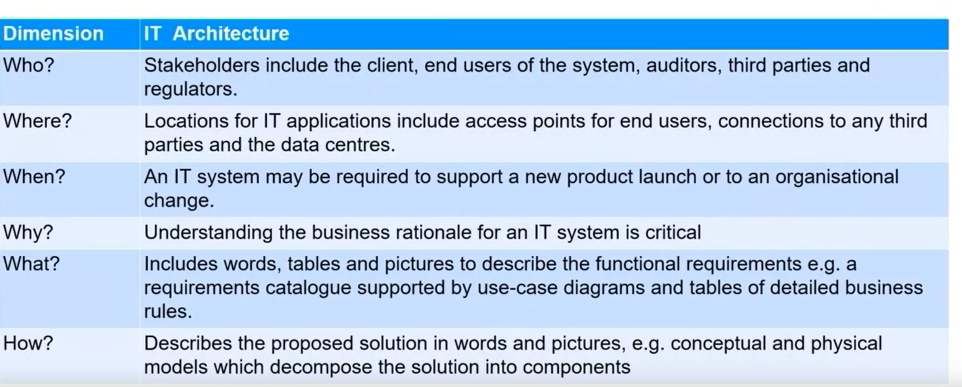 Dimension IT Architecture
Who? Stakeholders include the client, end users of the system, auditors, third parties and
regulators.
Where? Locations for IT applications include access points for end users, connections to any third
parties and the data centres.
When? An IT system may be required to support a new product launch or to an organisational
change.
Why? Understanding the business rationale for an IT system is critical
What? Includes words, tables and pictures to describe the functional requirements e.g. a
requirements catalogue supported by use-case diagrams and tables of detailed business
rules.
How? Describes the proposed solution in words and pictures, e.g. conceptual and physical
models which decompose the solution into components